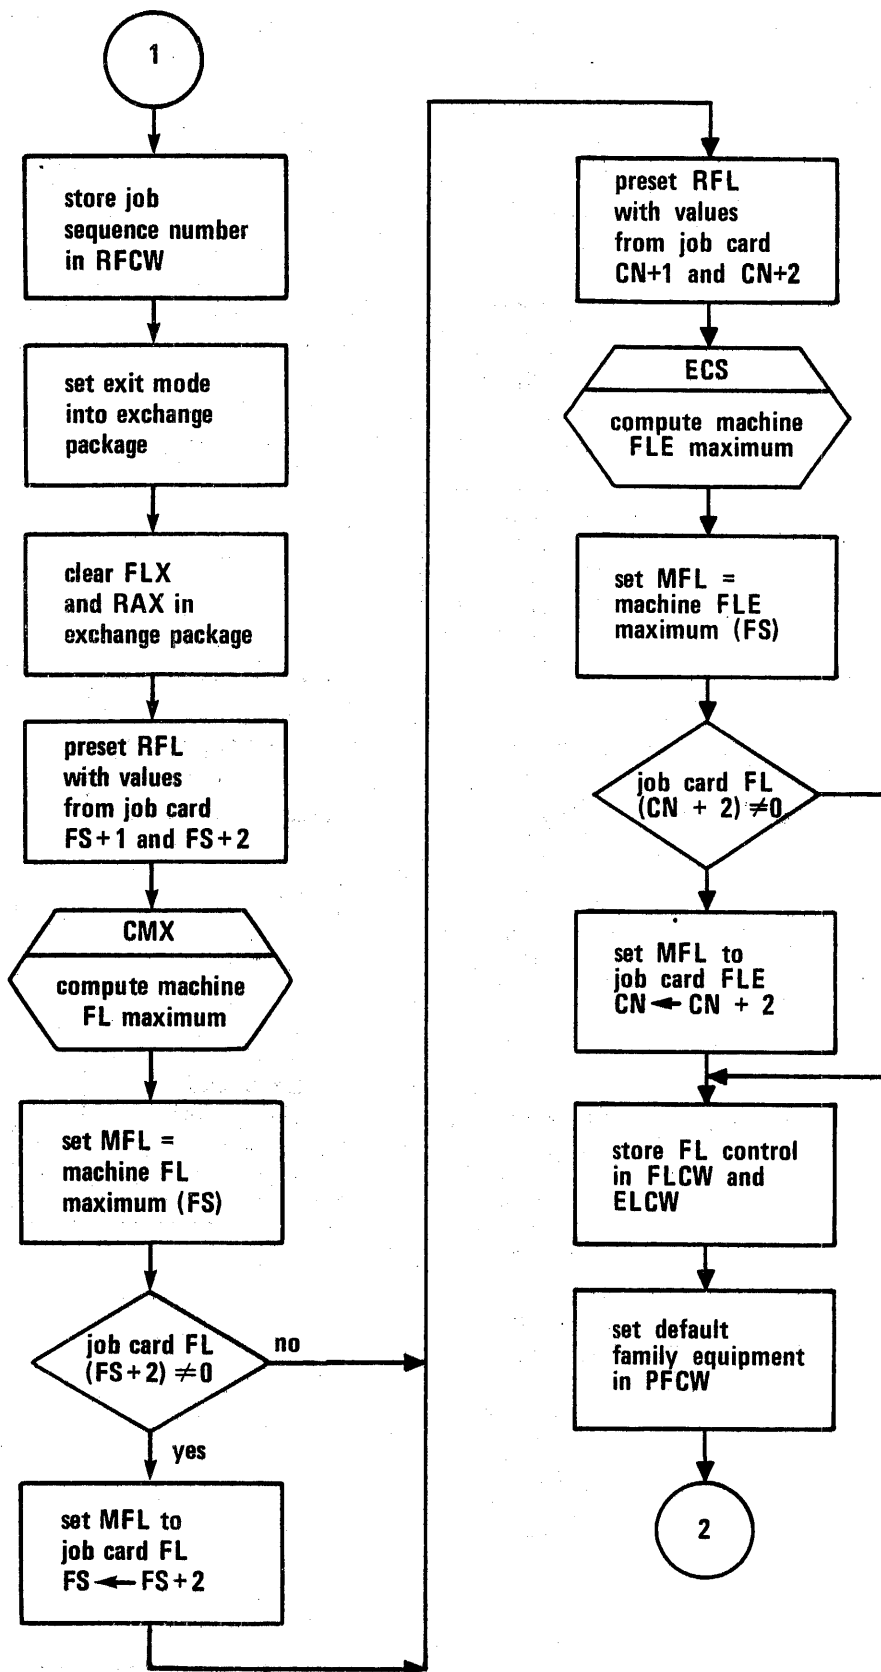 1
store job
sequence number
in RFCW
set exit mode
into exchange
package
clear FLX
and RAX in
exchange package
preset RFL
with values
from job card
FS+1 and FS+2
CMX
compute machine
FL maximum
set MFL =
machine FL
maximum (FS)
job card FL
(FS+2) ≠0
no
yes
set MFL to
job card FL
FS ← FS+2
preset RFL
with values
from job card
CN+1 and CN+2
ECS
compute machine
FLE maximum
set MFL =
machine FLE
maximum (FS)
job card FL
(CN + 2) ≠0
set MFL to
job card FLE
CN ← CN + 2
store FL control
in FLCW and
ELCW
set default
family equipment
in PFCW
2